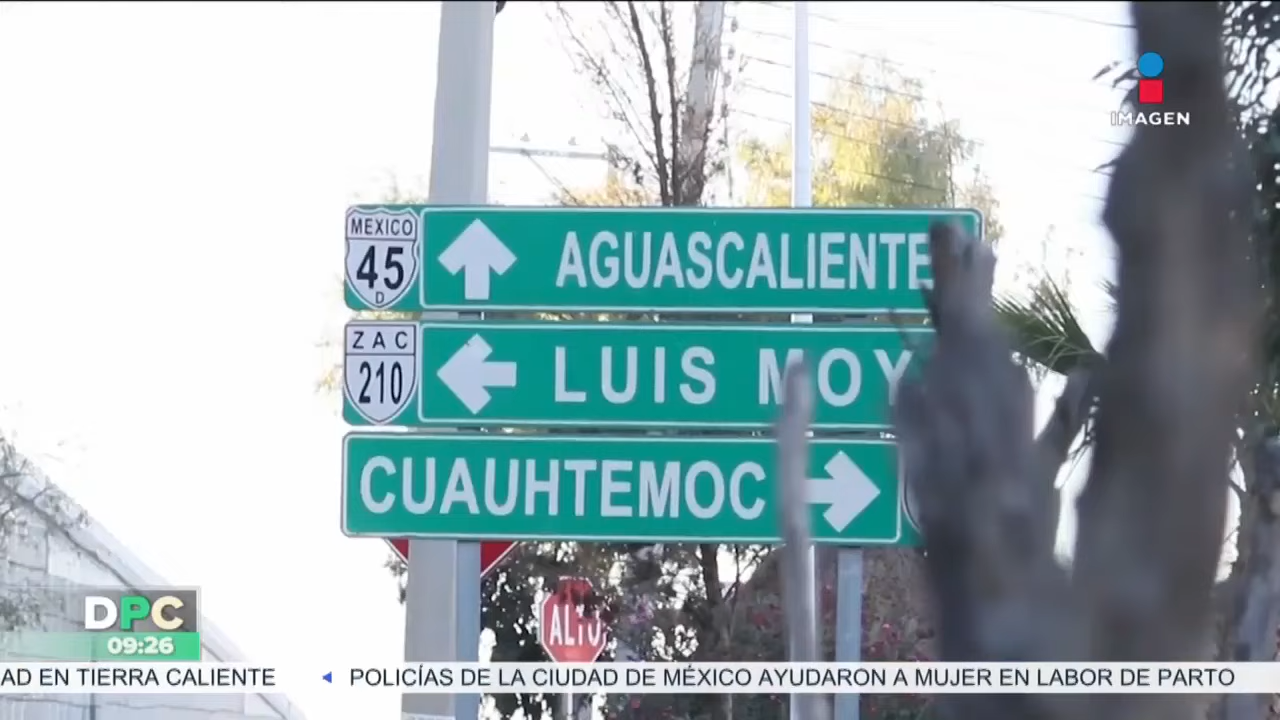 IMAGEN
MEXICO
45
D
AGUASCALIENTE
ZAC
210
LUIS MOY
CUAUHTEMOC
ALTO
DPC
09:26
AD EN TIERRA CALIENTE
POLICÍAS DE LA CIUDAD DE MÉXICO AYUDARON A MUJER EN LABOR DE PARTO